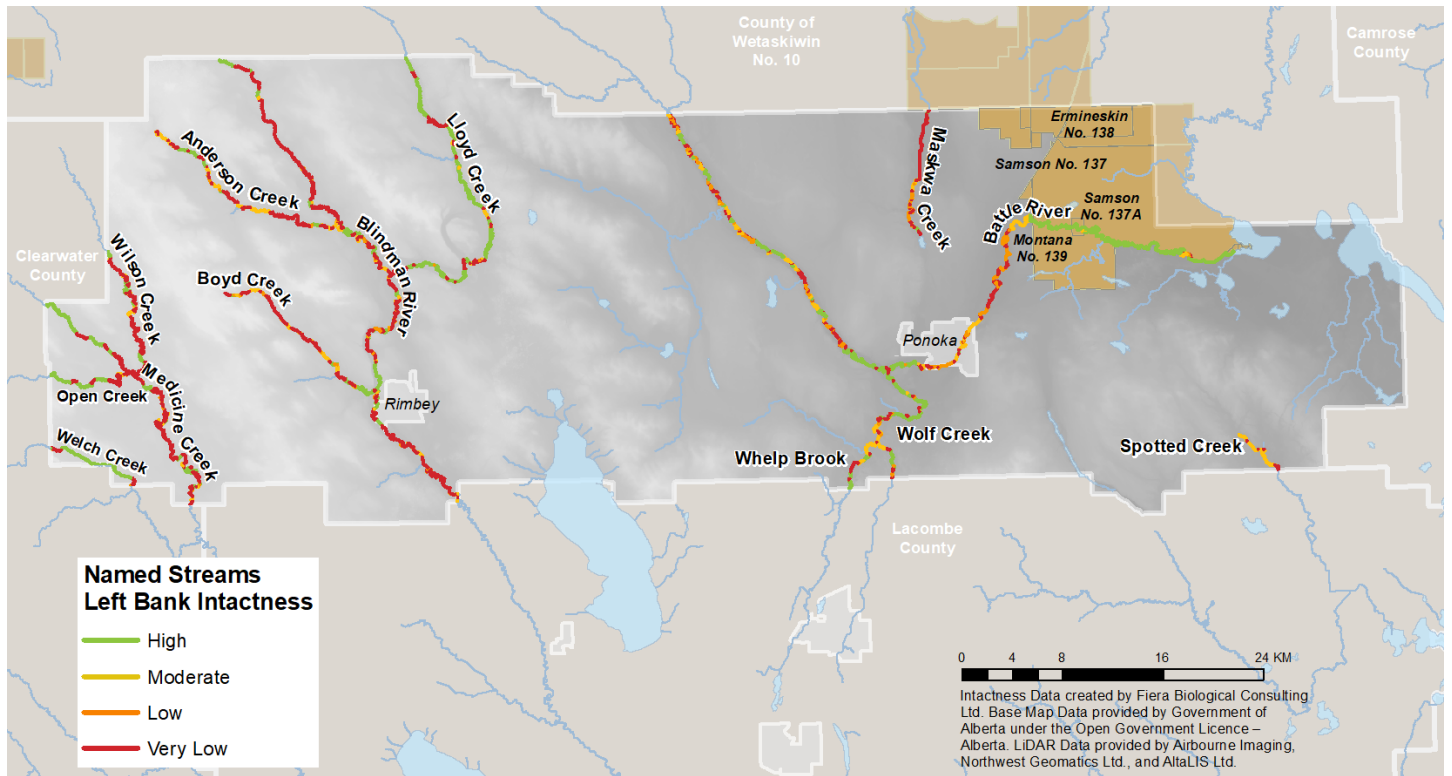 County of
Wetaskiwin
No. 10
Camrose
County
Ermineskin
No. 138
Samson No. 137
Samson
No. 137A
Montana
No. 139
Battle River
Maskwa Creek
Lloyd Creek
Anderson Creek
Blindman River
Wilson Creek
Clearwater
County
Boyd Creek
Ponoka
Medicine Creek
Open Creek
Rimbey
Welch Creek
Wolf Creek
Whelp Brook
Spotted Creek
Lacombe
County
Named Streams
Left Bank Intactness
High
Moderate
Low
Very Low
0 4 8 16 24 KM
Intactness Data created by Fiera Biological Consulting
Ltd. Base Map Data provided by Government of
Alberta under the Open Government Licence –
Alberta. LiDAR Data provided by Airbourne Imaging,
Northwest Geomatics Ltd., and AltaLIS Ltd.